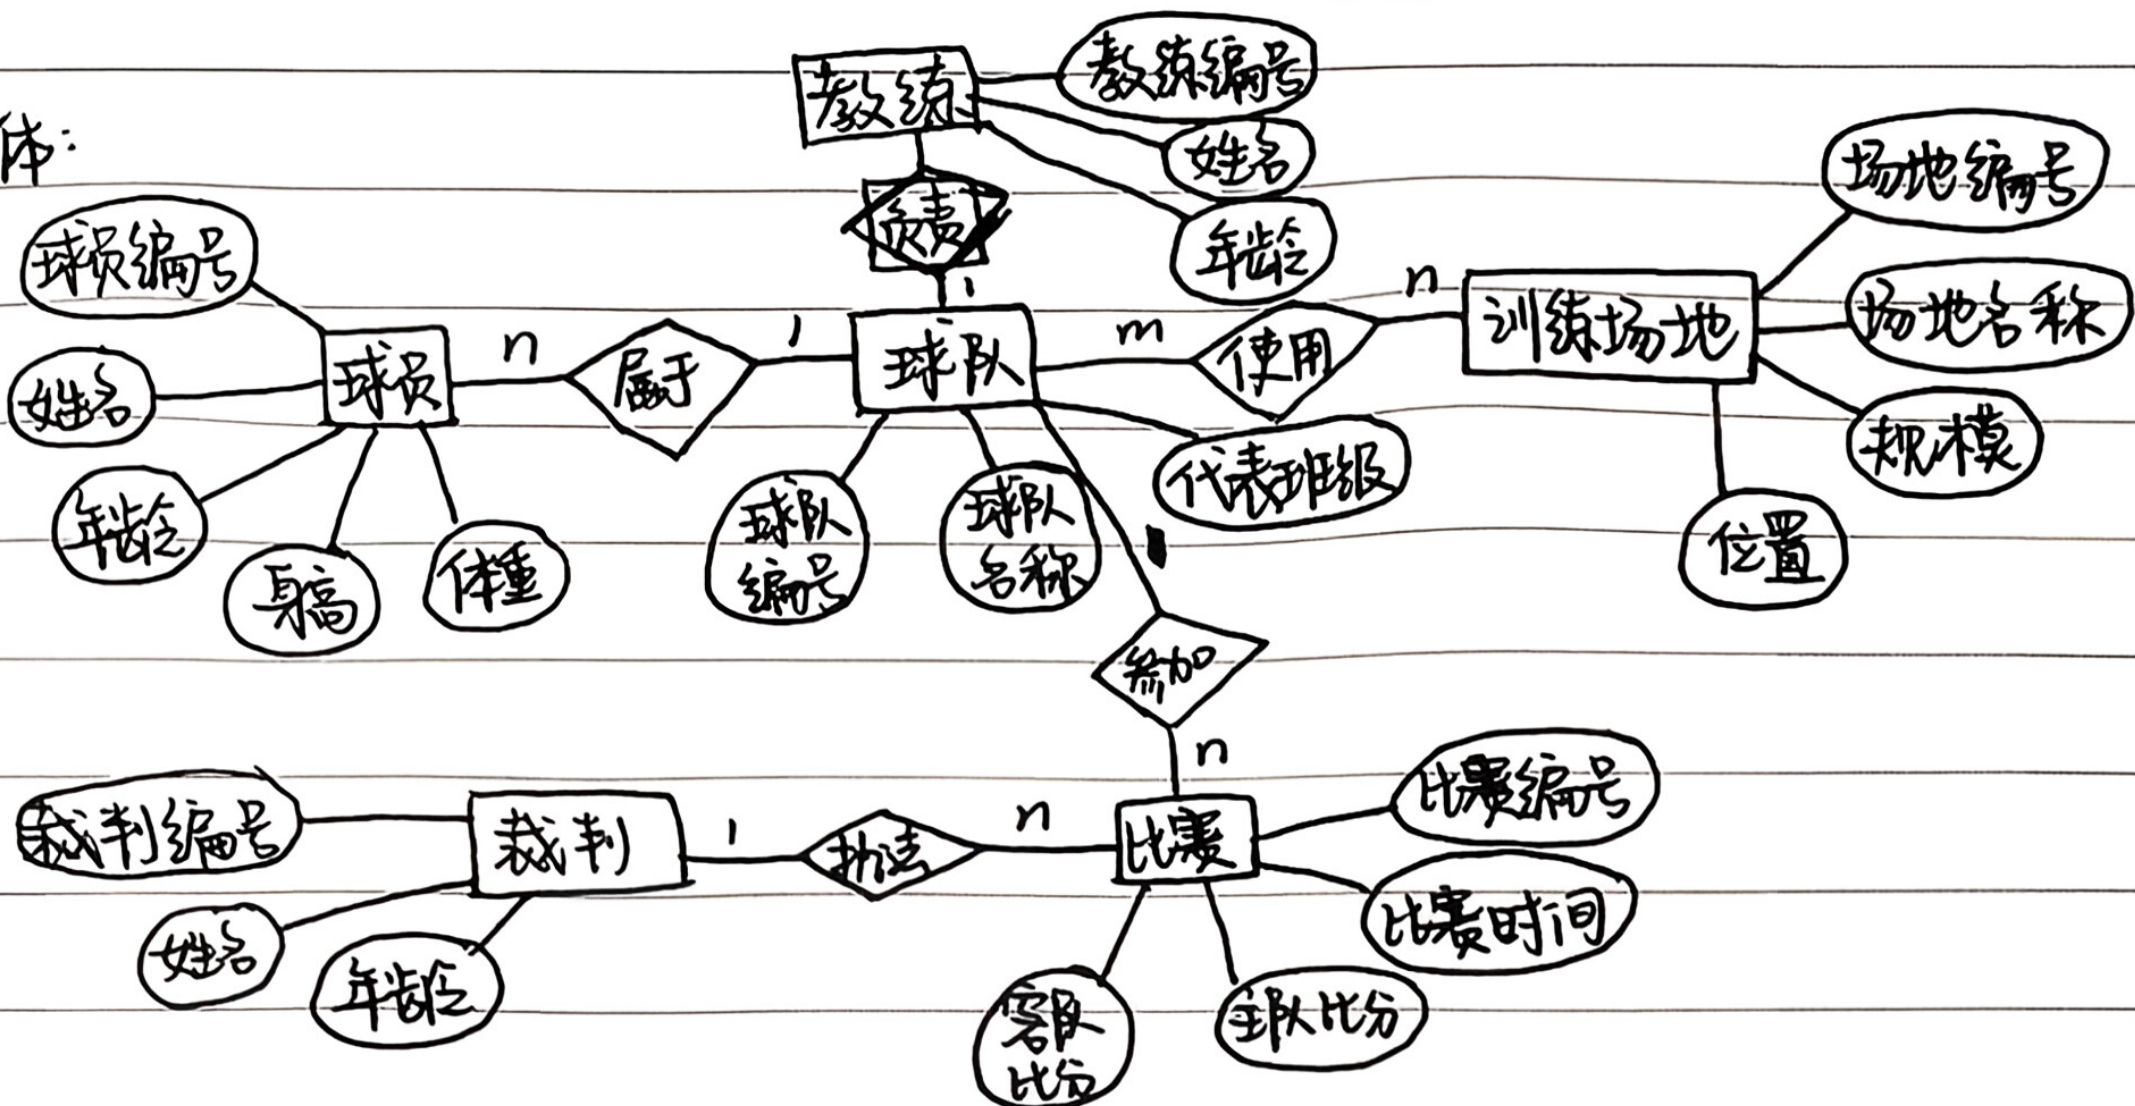 教练
教练编号
姓名
年龄
体:
负责
1
球员编号
姓名
年龄
身高
体重
球员
n
属于
1
球队
m
使用
n
训练场地
场地编号
场地名称
规模
位置
代表班级
球队
编号
球队
名称
参加
n
裁判编号
姓名
年龄
裁判
1
执法
n
比赛
比赛编号
比赛时间
主队比分
客队
比分